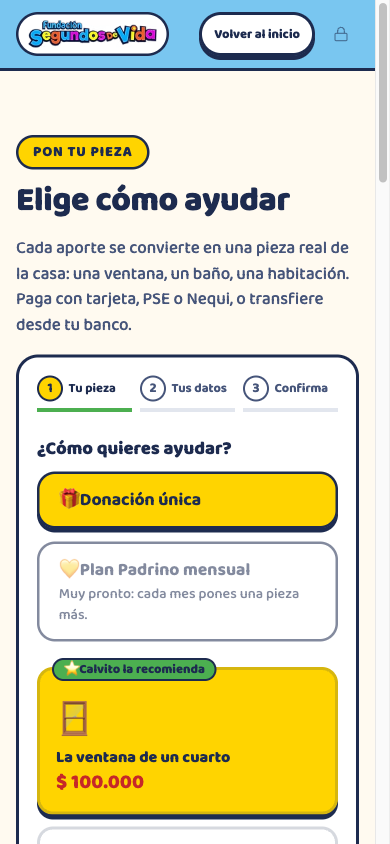 Fundación
Segundos de Vida
Volver al inicio
PON TU PIEZA
Elige cómo ayudar
Cada aporte se convierte en una pieza real de
la casa: una ventana, un baño, una habitación.
Paga con tarjeta, PSE o Nequi, o transfiere
desde tu banco.
1 Tu pieza 2 Tus datos 3 Confirma
¿Cómo quieres ayudar?
Donación única
Plan Padrino mensual
Muy pronto: cada mes pones una pieza
más.
Calvito la recomienda
La ventana de un cuarto
$ 100.000